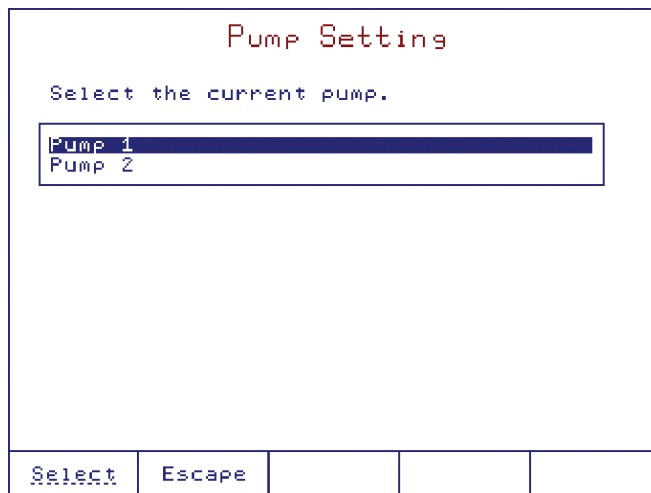 Pump Setting
Select the current pump.
Pump 1
Pump 2
Select Escape